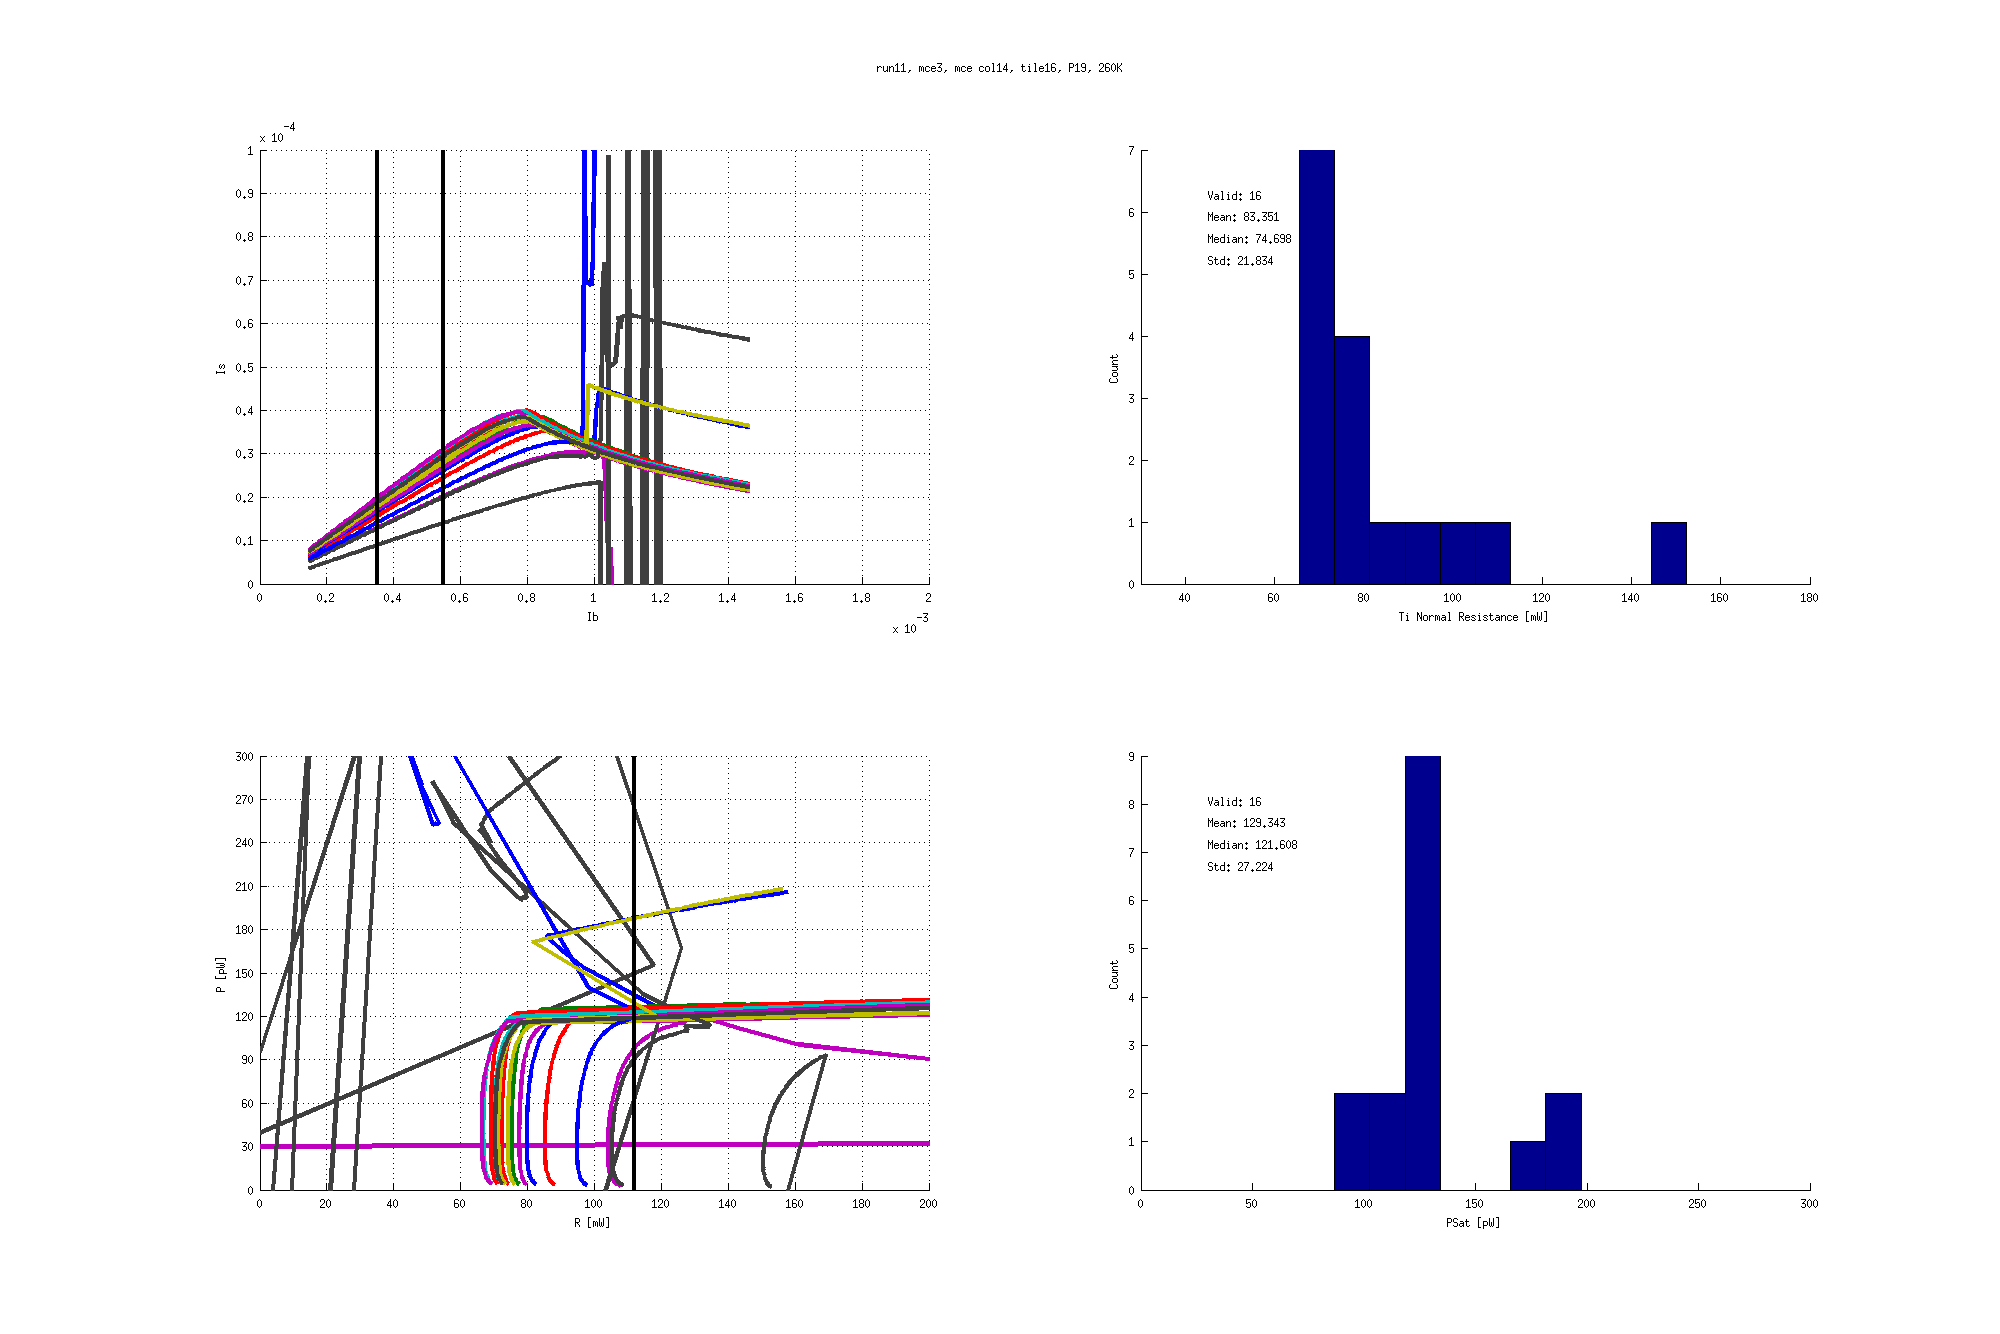 run11, mce3, mce col14, tile16, P19, 260K
x 10^-4
1
0.9
0.8
0.7
0.6
0.5
0.4
0.3
0.2
0.1
0
Is
0 0.2 0.4 0.6 0.8 1 1.2 1.4 1.6 1.8 2
Ib
x 10^-3
7
6
5
4
3
2
1
0
Count
Valid: 16
Mean: 83.351
Median: 74.698
Std: 21.834
40 60 80 100 120 140 160 180
Ti Normal Resistance [mW]
300
270
240
210
180
150
120
90
60
30
0
P [pW]
0 20 40 60 80 100 120 140 160 180 200
R [mW]
9
8
7
6
5
4
3
2
1
0
Count
Valid: 16
Mean: 129.343
Median: 121.608
Std: 27.224
0 50 100 150 200 250 300
PSat [pW]